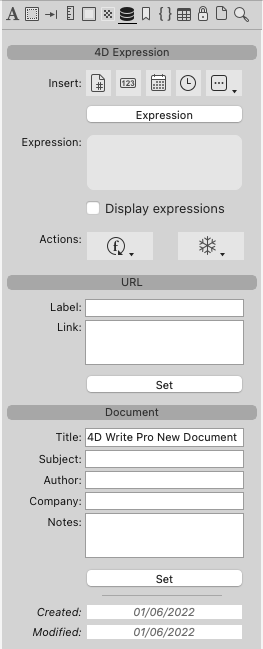 A
4D Expression
Insert:
#
123
...
Expression
Expression:
Display expressions
Actions:
f
URL
Label:
Link:
Set
Document
Title: 4D Write Pro New Document
Subject:
Author:
Company:
Notes:
Set
Created: 01/06/2022
Modified: 01/06/2022